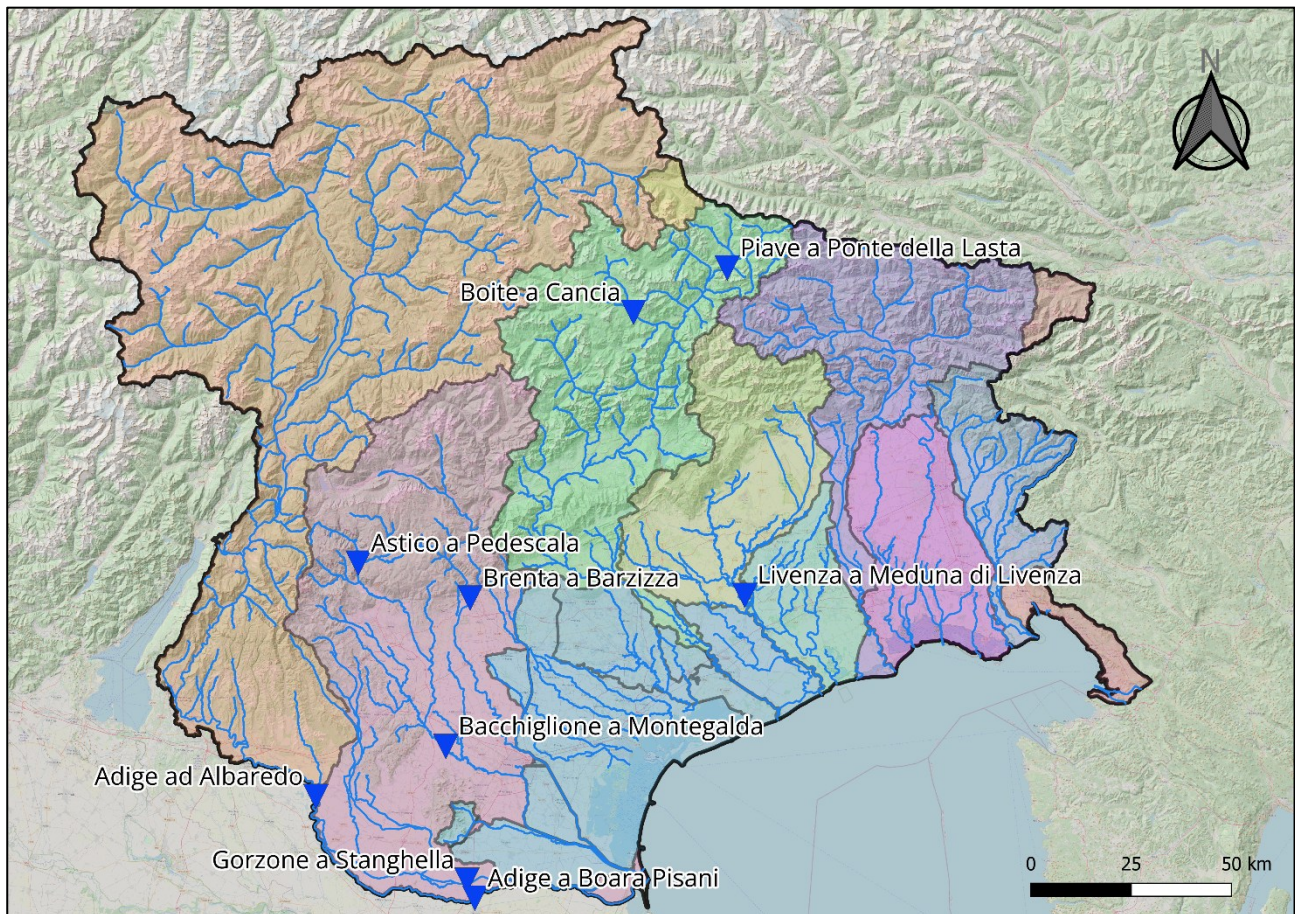 N
Piave a Ponte della Lasta
Boite a Cancia
Astico a Pedescala
Brenta a Barzizza
Livenza a Meduna di Livenza
Bacchiglione a Montegalda
Adige ad Albaredo
Gorzone a Stanghella
Adige a Boara Pisani
0 25 50 km